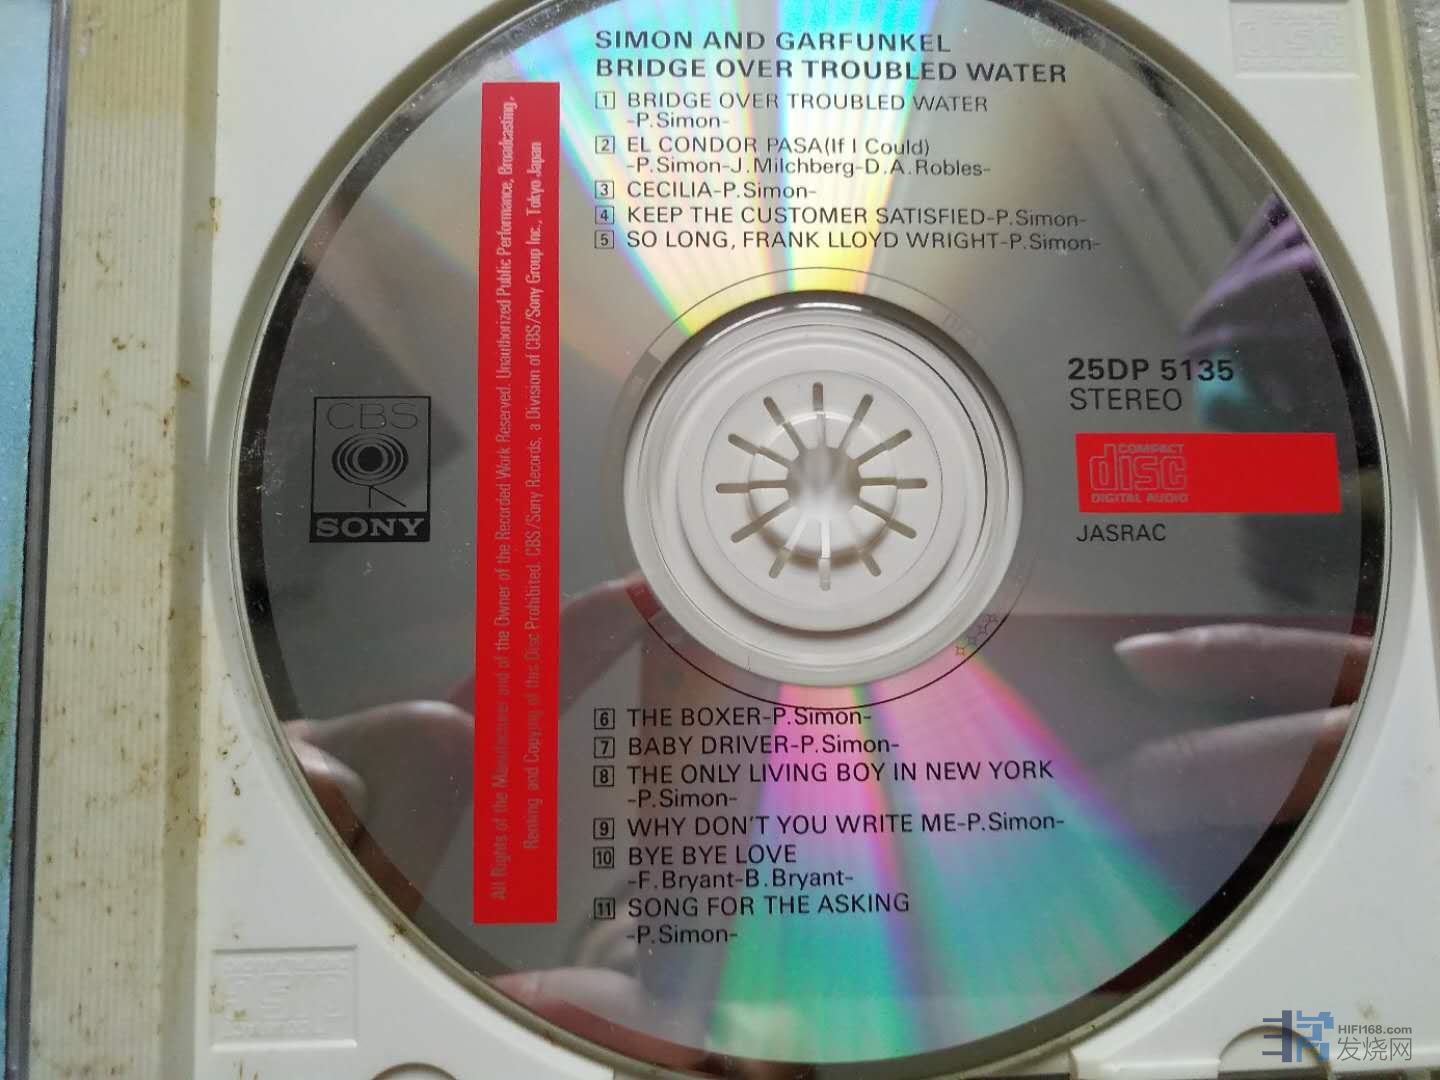 SIMON AND GARFUNKEL
BRIDGE OVER TROUBLED WATER
1 BRIDGE OVER TROUBLED WATER
-P.Simon-
2 EL CONDOR PASA(If I Could)
-P.Simon-J.Milchberg-D.A.Robles-
3 CECILIA-P.Simon-
4 KEEP THE CUSTOMER SATISFIED-P.Simon-
5 SO LONG, FRANK LLOYD WRIGHT-P.Simon-
All Rights of the Manufacturer and of the Owner of the Recorded Work Reserved. Unauthorized Public Performance, Broadcasting,
Renting and Copying of this Disc Prohibited. CBS/Sony Records, a Division of CBS/Sony Group Inc., Tokyo Japan
CBS
SONY
25DP 5135
STEREO
COMPACT
disc
DIGITAL AUDIO
JASRAC
6 THE BOXER-P.Simon-
7 BABY DRIVER-P.Simon-
8 THE ONLY LIVING BOY IN NEW YORK
-P.Simon-
9 WHY DON'T YOU WRITE ME-P.Simon-
10 BYE BYE LOVE
-F.Bryant-B.Bryant-
11 SONG FOR THE ASKING
-P.Simon-
HIFI168.com
发烧网